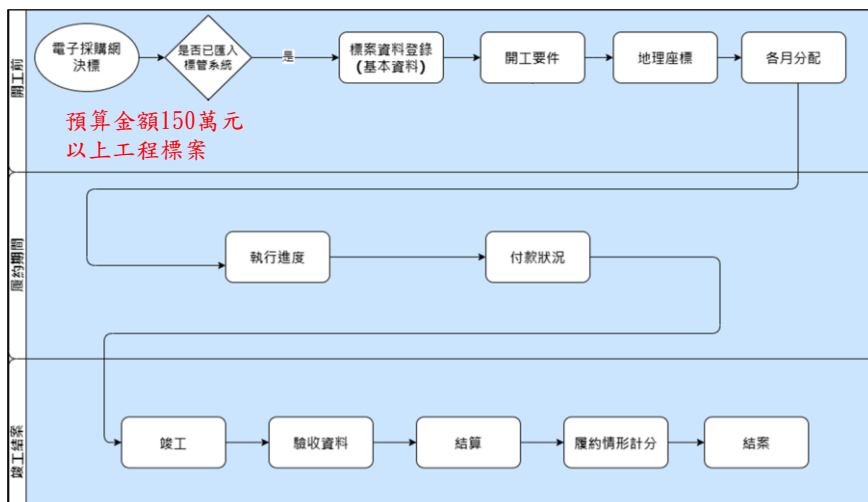 開工前
電子採購網
決標
是否已匯入
標管系統
是
標案資料登錄
(基本資料)
開工要件
地理座標
各月分配
預算金額150萬元
以上工程標案
履約期間
執行進度
付款狀況
竣工結案
竣工
驗收資料
結算
履約情形計分
結案